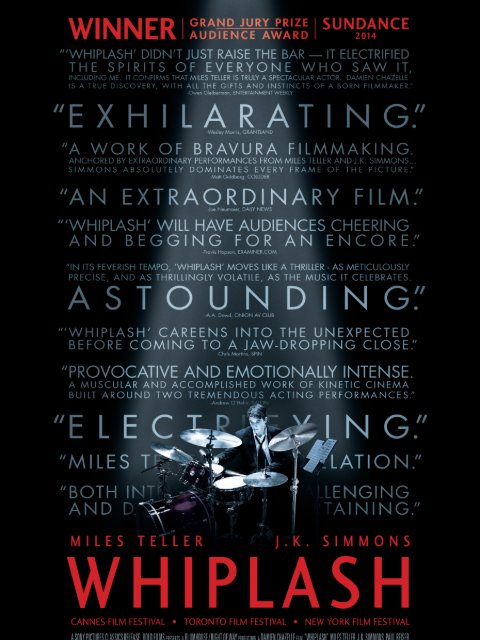 WINNER | GRAND JURY PRIZE AUDIENCE AWARD | SUNDANCE 2014
"'WHIPLASH' DIDN'T JUST RAISE THE BAR — IT ELECTRIFIED
THE SPIRITS OF EVERYONE WHO SAW IT,
INCLUDING ME. IT CONFIRMS THAT MILES TELLER IS TRULY A SPECTACULAR ACTOR. DAMIEN CHAZELLE
IS A TRUE DISCOVERY, WITH ALL THE GIFTS AND INSTINCTS OF A BORN FILMMAKER."
-Owen Gleiberman, ENTERTAINMENT WEEKLY
"EXHILARATING."
-Wesley Morris, GRANTLAND
"A WORK OF BRAVURA FILMMAKING.
ANCHORED BY EXTRAORDINARY PERFORMANCES FROM MILES TELLER AND J.K. SIMMONS...
SIMMONS ABSOLUTELY DOMINATES EVERY FRAME OF THE PICTURE."
-Matt Goldberg, COLLIDER
"AN EXTRAORDINARY FILM."
-Joe Neumaier, DAILY NEWS
"'WHIPLASH' WILL HAVE AUDIENCES CHEERING
AND BEGGING FOR AN ENCORE."
-Travis Hopson, EXAMINER.COM
"IN ITS FEVERISH TEMPO, 'WHIPLASH' MOVES LIKE A THRILLER - AS METICULOUSLY
PRECISE, AND AS THRILLINGLY VOLATILE, AS THE MUSIC IT CELEBRATES.
ASTOUNDING."
-A.A. Dowd, ONION AV CLUB
"'WHIPLASH' CAREENS INTO THE UNEXPECTED
BEFORE COMING TO A JAW-DROPPING CLOSE."
-Chris Martins, SPIN
"PROVOCATIVE AND EMOTIONALLY INTENSE.
A MUSCULAR AND ACCOMPLISHED WORK OF KINETIC CINEMA
BUILT AROUND TWO TREMENDOUS ACTING PERFORMANCES."
-Andrew O'Hehir, SALON
"ELECTRIFYING."
"MILES T LATION."
"BOTH INT LLENGING
AND D TAINING."
MILES TELLER J.K. SIMMONS
WHIPLASH
CANNES FILM FESTIVAL • TORONTO FILM FESTIVAL • NEW YORK FILM FESTIVAL